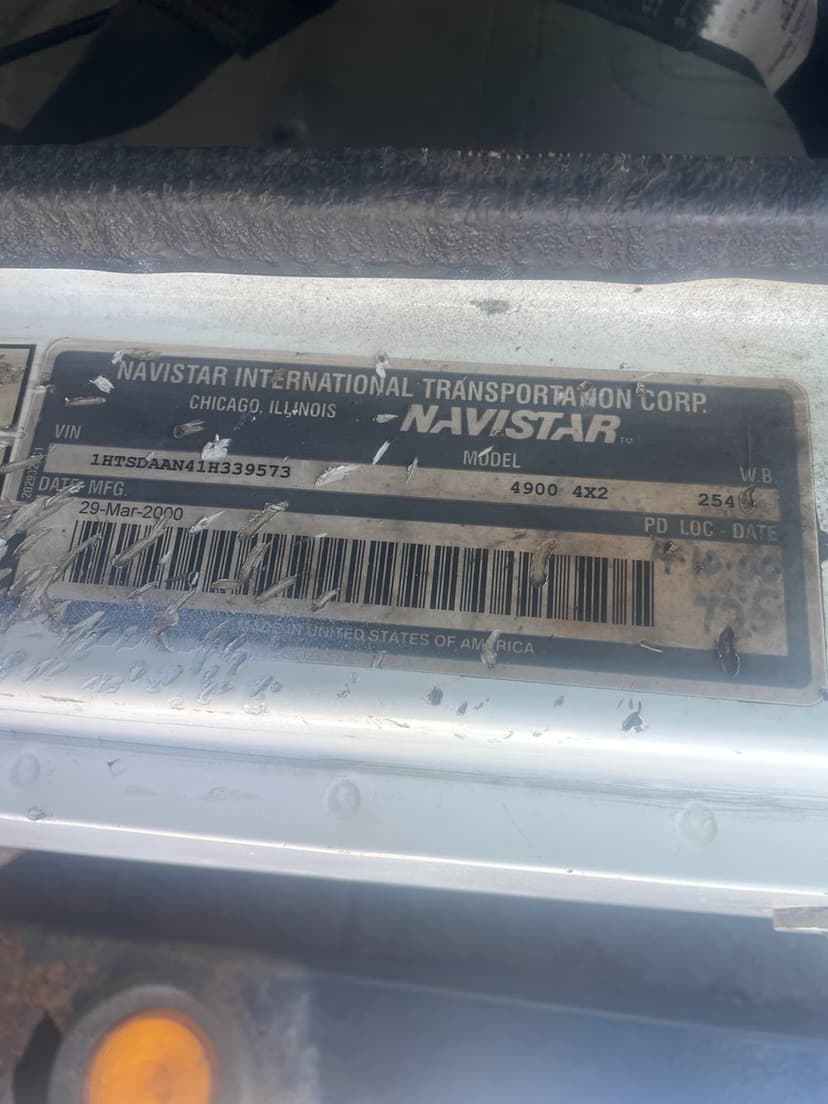 NAVISTAR INTERNATIONAL TRANSPORTATION CORP.
CHICAGO, ILLINOIS NAVISTAR™
VIN MODEL W.B
1HTSDAAN41H339573 4900 4X2 254
DATE MFG. PD LOC - DATE
29-Mar-2000
MADE IN UNITED STATES OF AMERICA